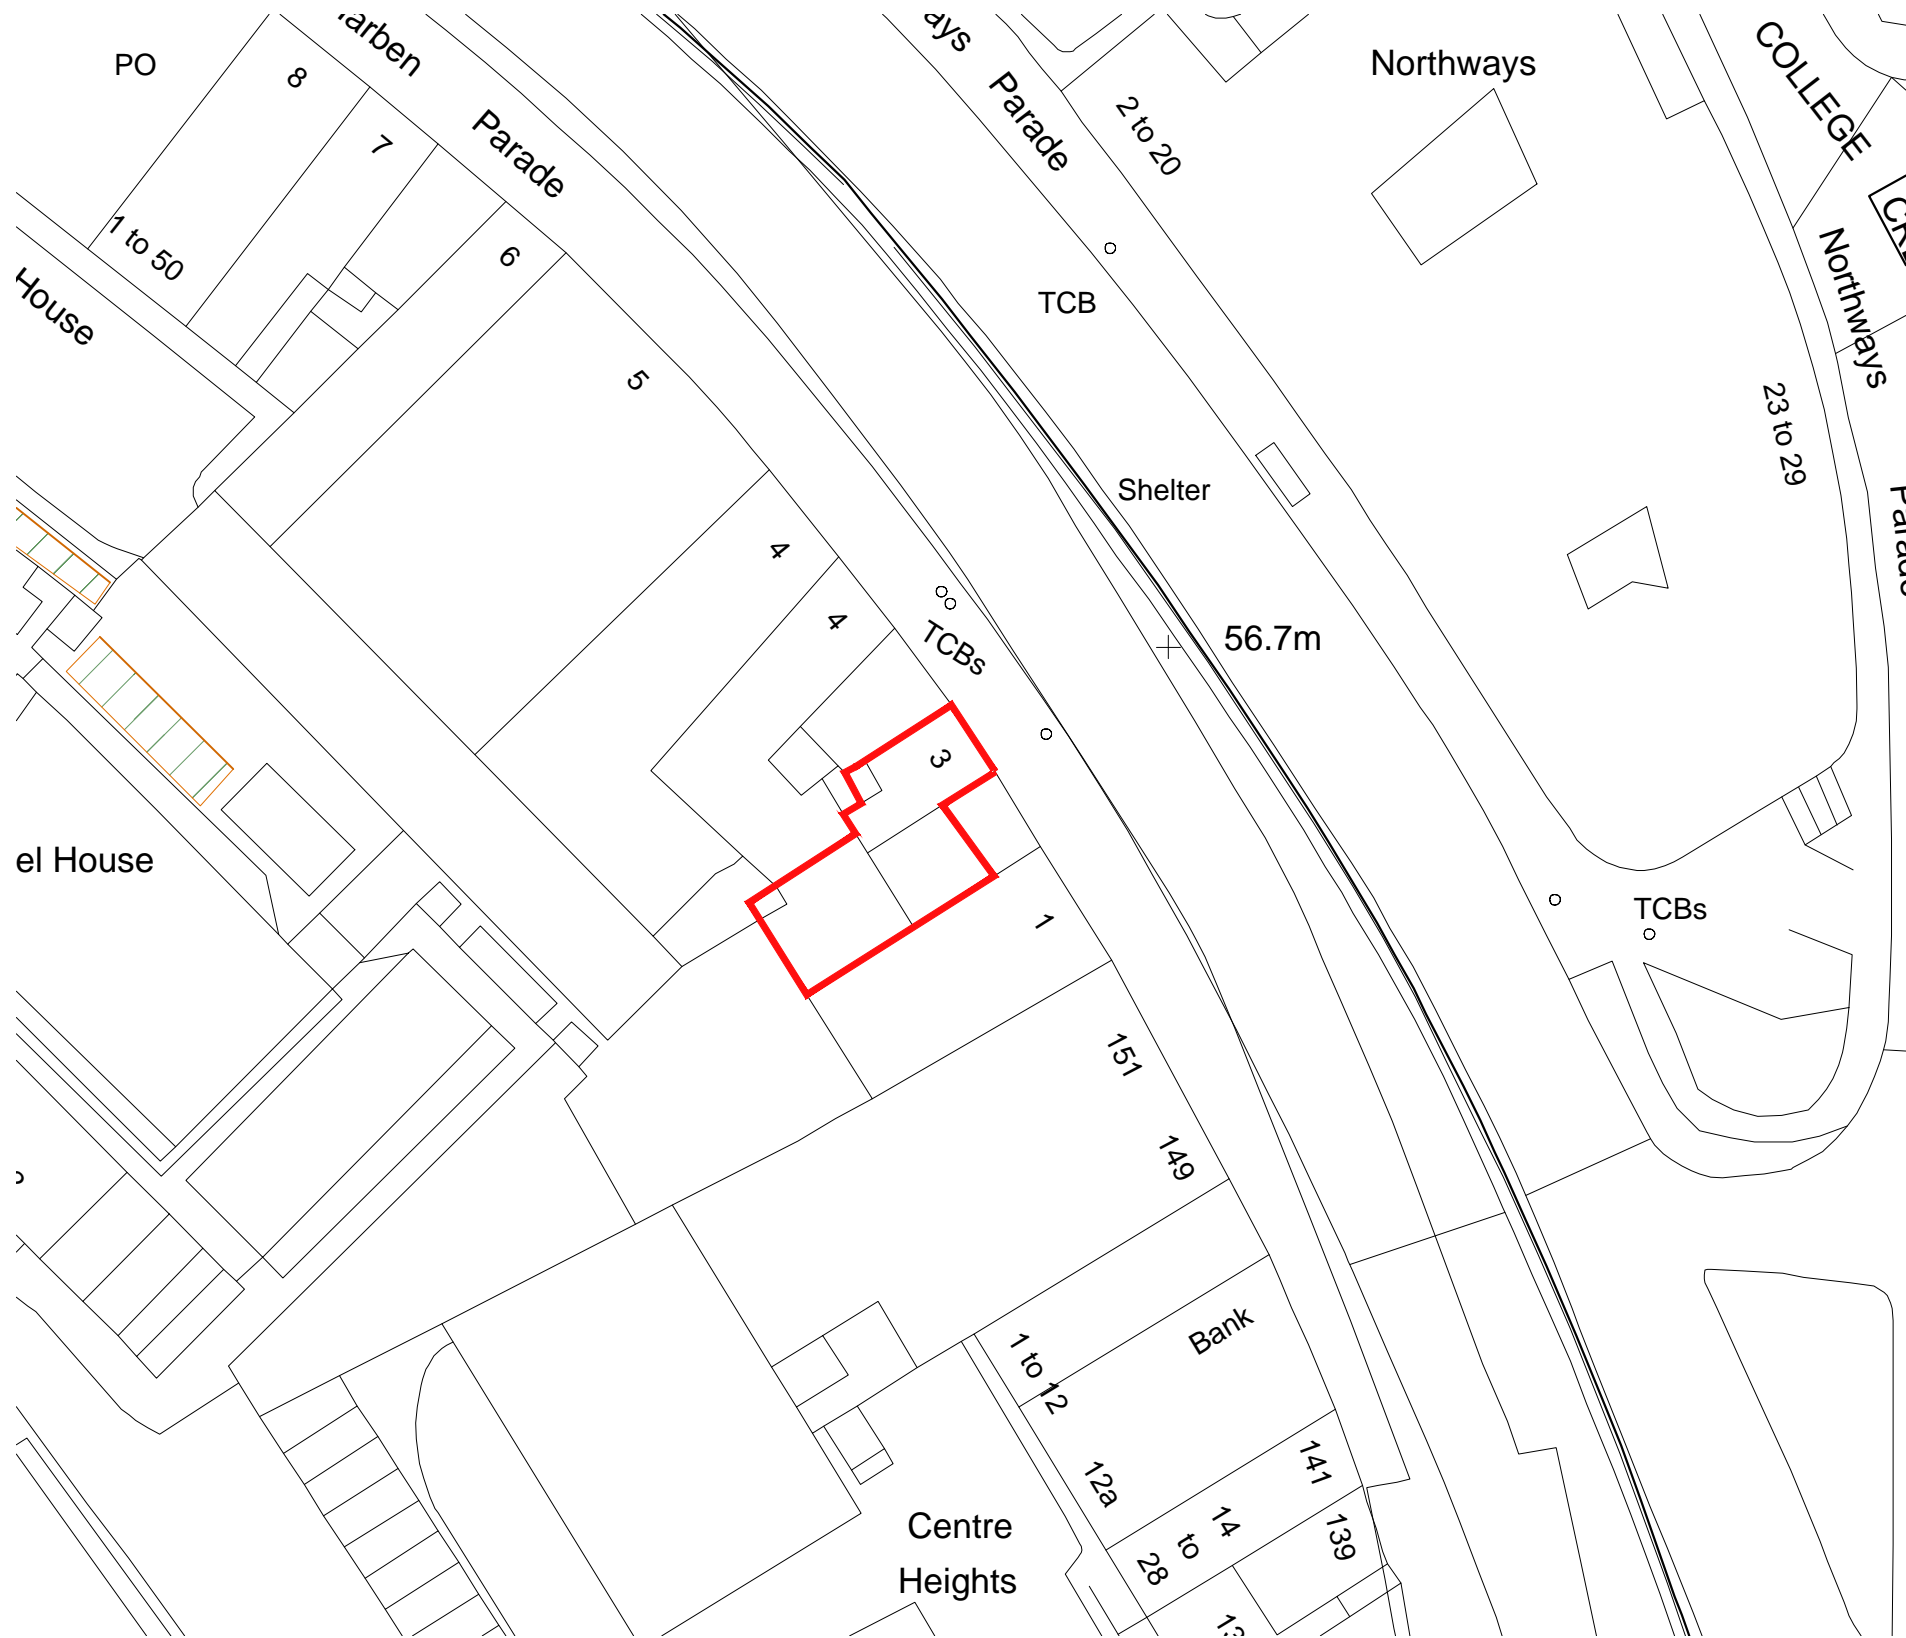 PO
8
7
Parade
1 to 50
House
6
5
4
4
3
1
TCBs
Parade
2 to 20
Northways
COLLEGE
Northways
TCB
Shelter
56.7m
23 to 29
TCBs
el House
151
149
Bank
1 to 12
12a
141
14
to
28
139
Centre
Heights